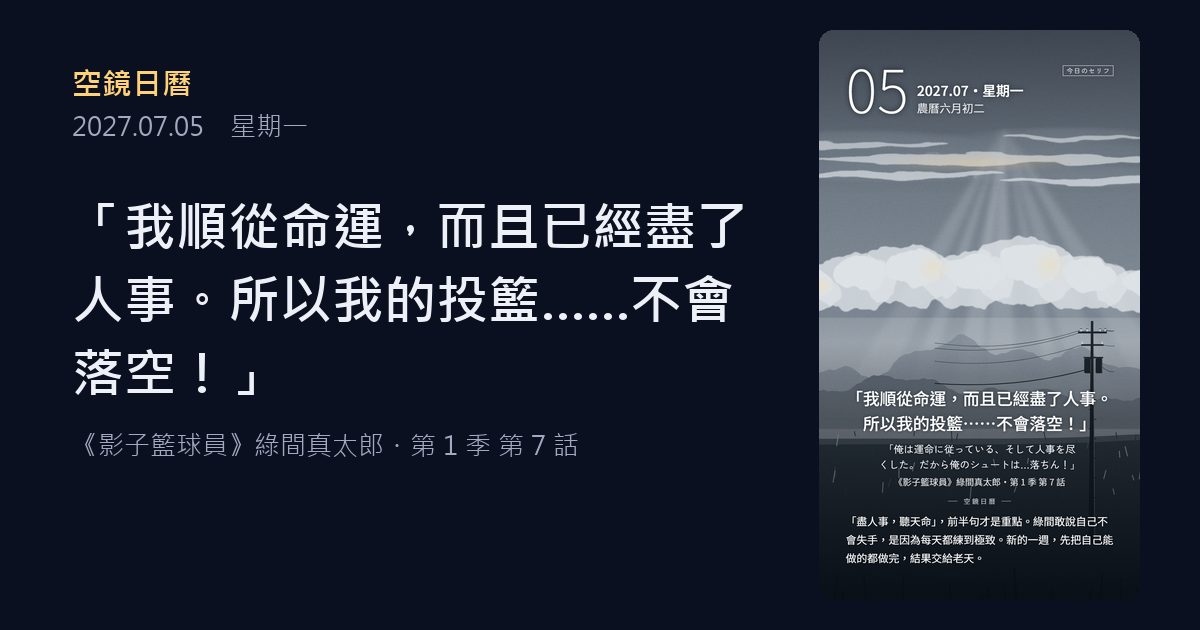 空鏡日曆
2027.07.05 星期一
「我順從命運，而且已經盡了
人事。所以我的投籃……不會
落空！」
《影子籃球員》綠間真太郎・第 1 季 第 7 話
05
2027.07・星期一
農曆六月初二
今日のセリフ
「我順從命運，而且已經盡了人事。
所以我的投籃……不會落空！」
「俺は運命に従っている、そして人事を尽
くした。だから俺のシュートは…落ちん！」
《影子籃球員》綠間真太郎・第 1 季 第 7 話
— 空鏡日曆 —
「盡人事，聽天命」，前半句才是重點。綠間敢說自己不
會失手，是因為每天都練到極致。新的一週，先把自己能
做的都做完，結果交給老天。